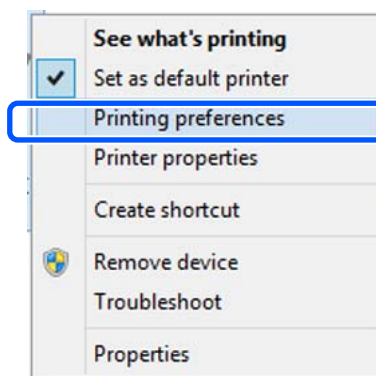 See what's printing
Set as default printer
Printing preferences
Printer properties
Create shortcut
Remove device
Troubleshoot
Properties